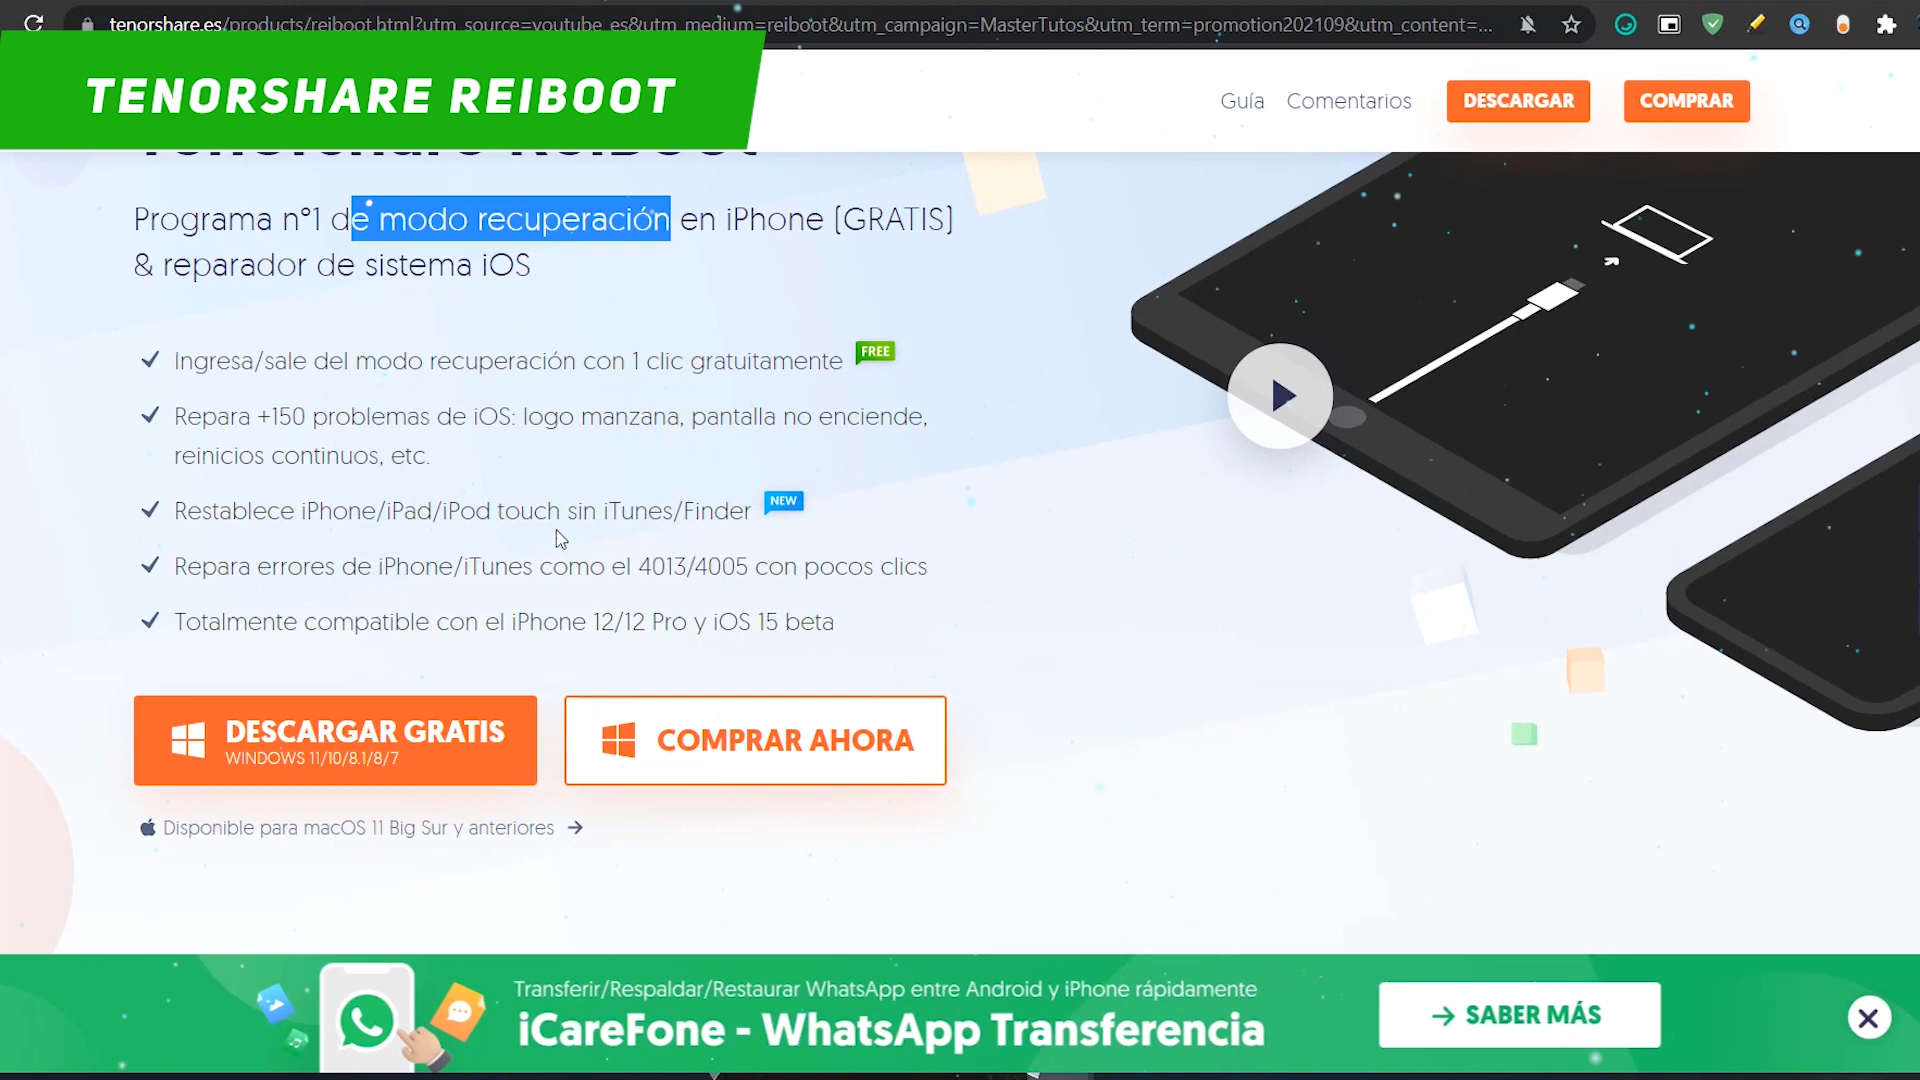 tenorshare.es/products/reiboot.html?utm_source=youtube_es&utm_medium=reiboot&utm_campaign=MasterTutos&utm_term=promotion202109&utm_content=...
TENORSHARE REIBOOT
Guía Comentarios DESCARGAR COMPRAR
Tenorshare ReiBoot
Programa n°1 de modo recuperación en iPhone (GRATIS)
& reparador de sistema iOS
Ingresa/sale del modo recuperación con 1 clic gratuitamente FREE
Repara +150 problemas de iOS: logo manzana, pantalla no enciende,
reinicios continuos, etc.
Restablece iPhone/iPad/iPod touch sin iTunes/Finder NEW
Repara errores de iPhone/iTunes como el 4013/4005 con pocos clics
Totalmente compatible con el iPhone 12/12 Pro y iOS 15 beta
DESCARGAR GRATIS
WINDOWS 11/10/8.1/8/7
COMPRAR AHORA
Disponible para macOS 11 Big Sur y anteriores →
Transferir/Respaldar/Restaurar WhatsApp entre Android y iPhone rápidamente
iCareFone - WhatsApp Transferencia
→ SABER MÁS